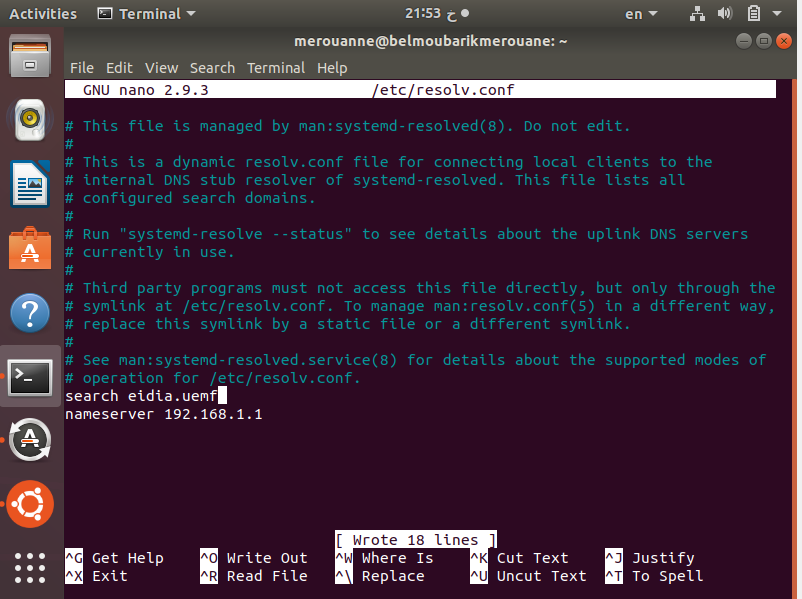 Activities Terminal 21:53 خ en
merouanne@belmoubarikmerouane: ~
File Edit View Search Terminal Help
GNU nano 2.9.3 /etc/resolv.conf
# This file is managed by man:systemd-resolved(8). Do not edit.
#
# This is a dynamic resolv.conf file for connecting local clients to the
# internal DNS stub resolver of systemd-resolved. This file lists all
# configured search domains.
#
# Run "systemd-resolve --status" to see details about the uplink DNS servers
# currently in use.
#
# Third party programs must not access this file directly, but only through the
# symlink at /etc/resolv.conf. To manage man:resolv.conf(5) in a different way,
# replace this symlink by a static file or a different symlink.
#
# See man:systemd-resolved.service(8) for details about the supported modes of
# operation for /etc/resolv.conf.
search eidia.uemf
nameserver 192.168.1.1
[ Wrote 18 lines ]
^G Get Help ^O Write Out ^W Where Is ^K Cut Text ^J Justify
^X Exit ^R Read File ^\ Replace ^U Uncut Text ^T To Spell